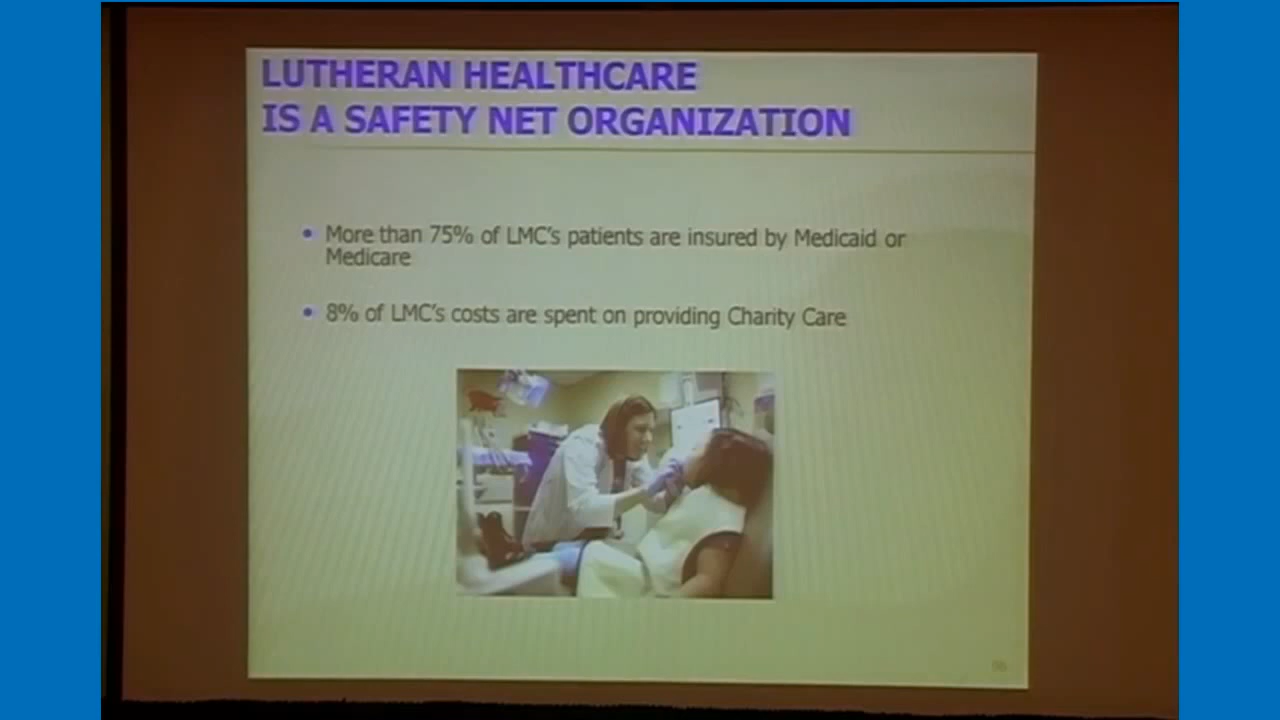 LUTHERAN HEALTHCARE
IS A SAFETY NET ORGANIZATION
• More than 75% of LMC's patients are insured by Medicaid or
Medicare
• 8% of LMC's costs are spent on providing Charity Care